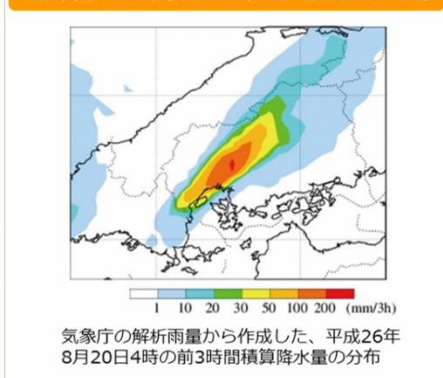 1 10 20 30 50 100 200 (mm/3h)
気象庁の解析雨量から作成した、平成26年
8月20日4時の前3時間積算降水量の分布